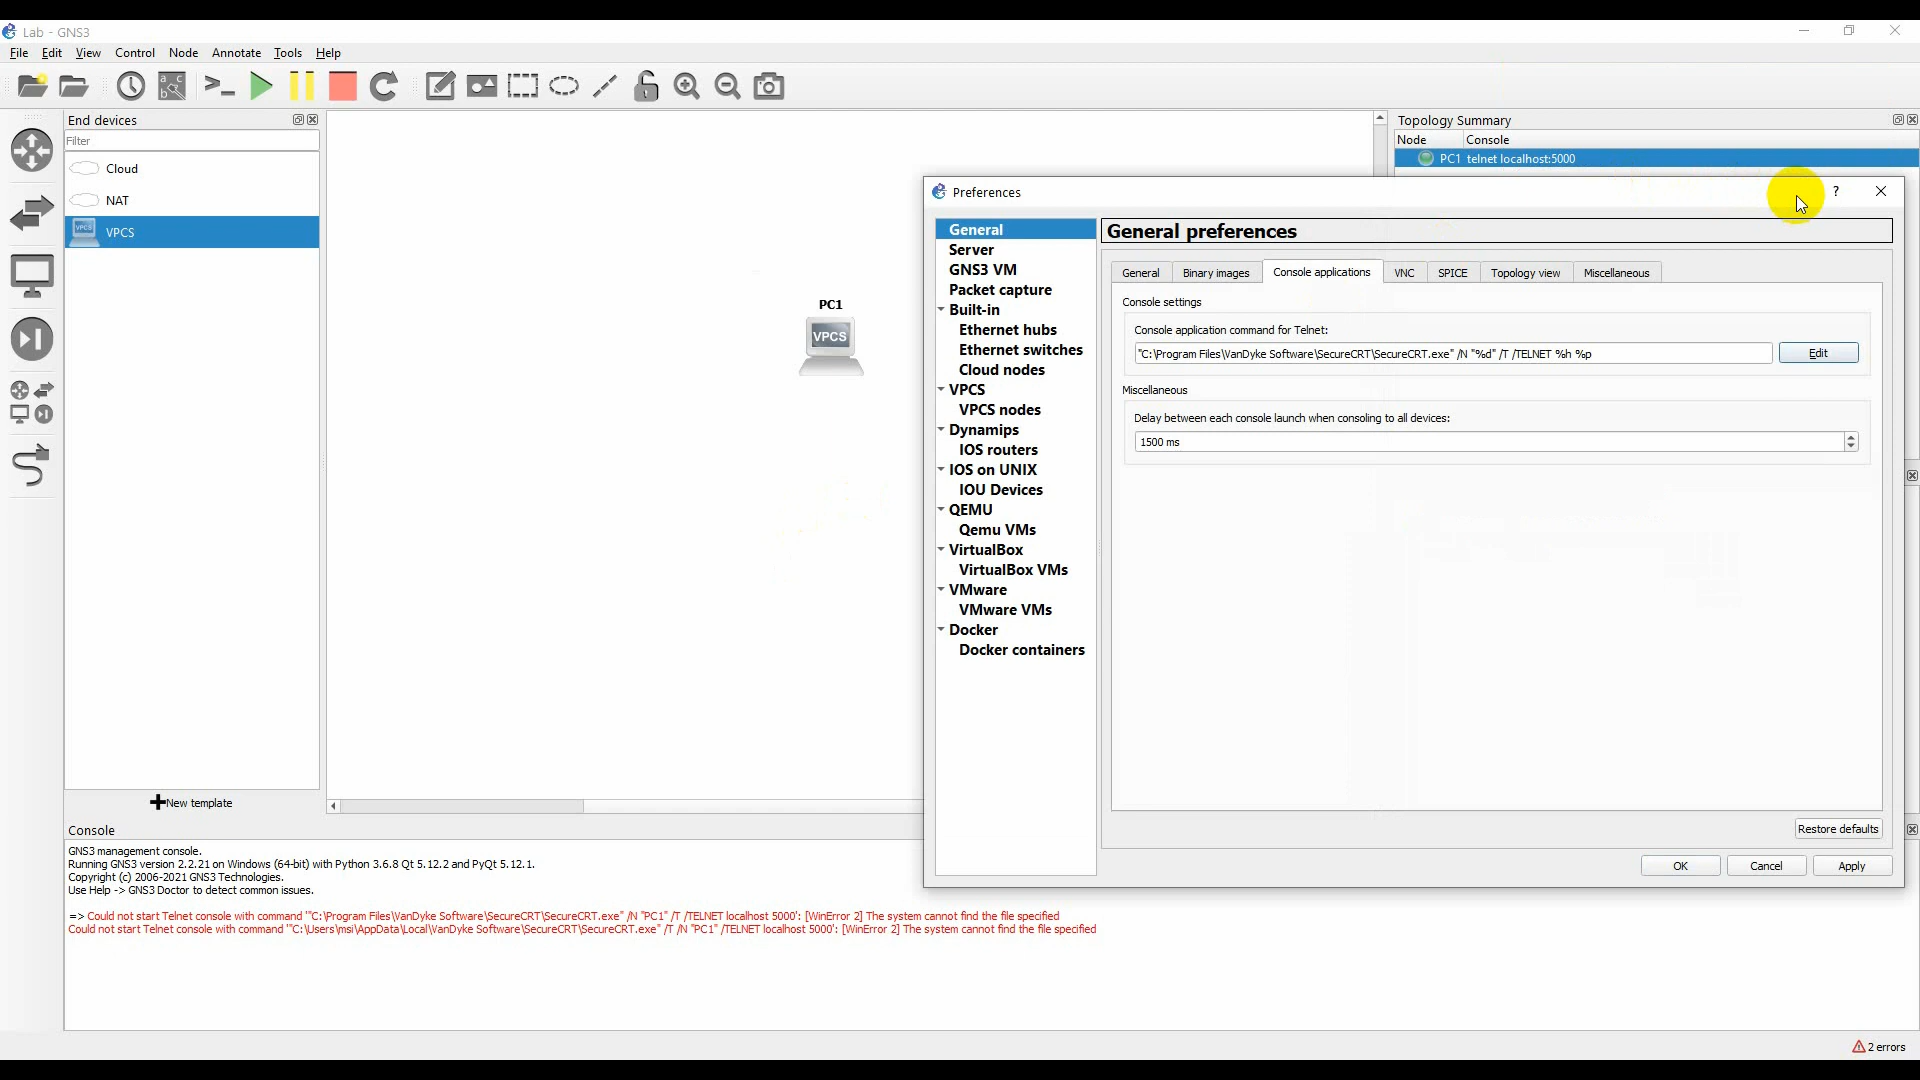 Lab - GNS3
File Edit View Control Node Annotate Tools Help
End devices
Filter
Cloud
NAT
VPCS
VPCS
New template
PC1
VPCS
Topology Summary
Node Console
PC1 telnet localhost:5000
Preferences
?
General
Server
GNS3 VM
Packet capture
Built-in
Ethernet hubs
Ethernet switches
Cloud nodes
VPCS
VPCS nodes
Dynamips
IOS routers
IOS on UNIX
IOU Devices
QEMU
Qemu VMs
VirtualBox
VirtualBox VMs
VMware
VMware VMs
Docker
Docker containers
General preferences
General Binary images Console applications VNC SPICE Topology view Miscellaneous
Console settings
Console application command for Telnet:
"C:\Program Files\VanDyke Software\SecureCRT\SecureCRT.exe" /N "%d" /T /TELNET %h %p
Edit
Miscellaneous
Delay between each console launch when consoling to all devices:
1500 ms
Restore defaults
OK Cancel Apply
Console
GNS3 management console.
Running GNS3 version 2.2.21 on Windows (64-bit) with Python 3.6.8 Qt 5.12.2 and PyQt 5.12.1.
Copyright (c) 2006-2021 GNS3 Technologies.
Use Help -> GNS3 Doctor to detect common issues.
=> Could not start Telnet console with command '"C:\Program Files\VanDyke Software\SecureCRT\SecureCRT.exe" /N "PC1" /T /TELNET localhost 5000': [WinError 2] The system cannot find the file specified
Could not start Telnet console with command '"C:\Users\msi\AppData\Local\VanDyke Software\SecureCRT\SecureCRT.exe" /T /N "PC1" /TELNET localhost 5000': [WinError 2] The system cannot find the file specified
2 errors